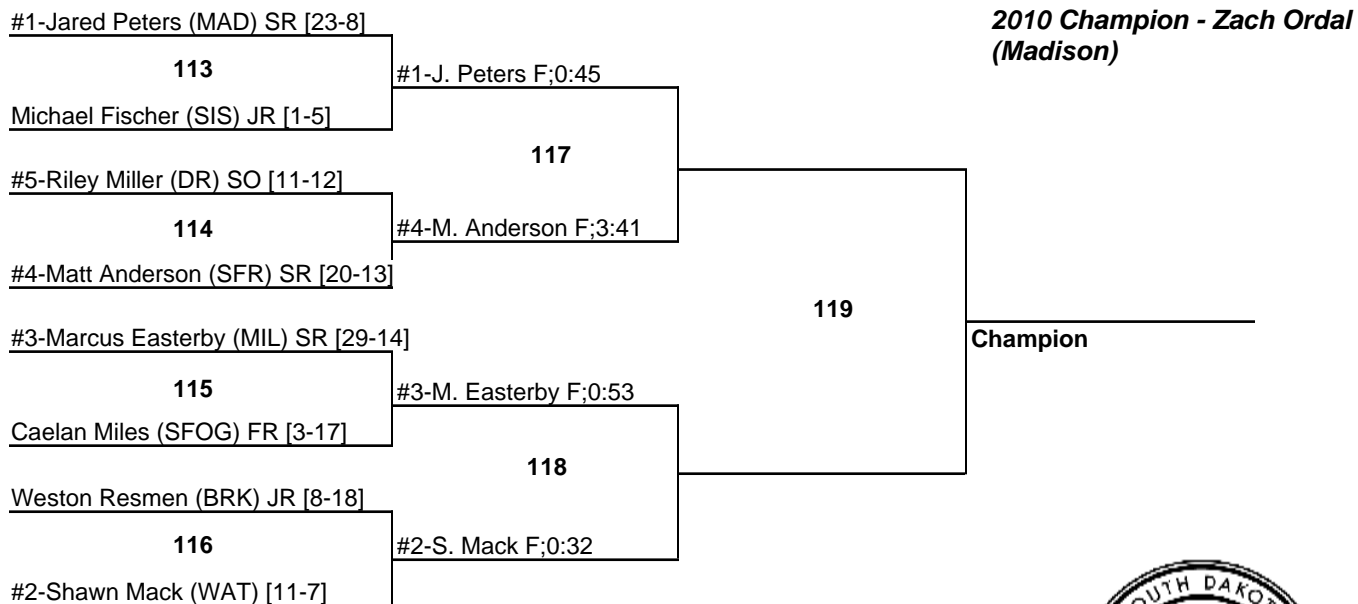 #1-Jared Peters (MAD) SR [23-8]
2010 Champion - Zach Ordal
(Madison)
113
#1-J. Peters F;0:45
Michael Fischer (SIS) JR [1-5]
117
#5-Riley Miller (DR) SO [11-12]
114
#4-M. Anderson F;3:41
#4-Matt Anderson (SFR) SR [20-13]
119
#3-Marcus Easterby (MIL) SR [29-14]
Champion
115
#3-M. Easterby F;0:53
Caelan Miles (SFOG) FR [3-17]
118
Weston Resmen (BRK) JR [8-18]
116
#2-S. Mack F;0:32
#2-Shawn Mack (WAT) [11-7]